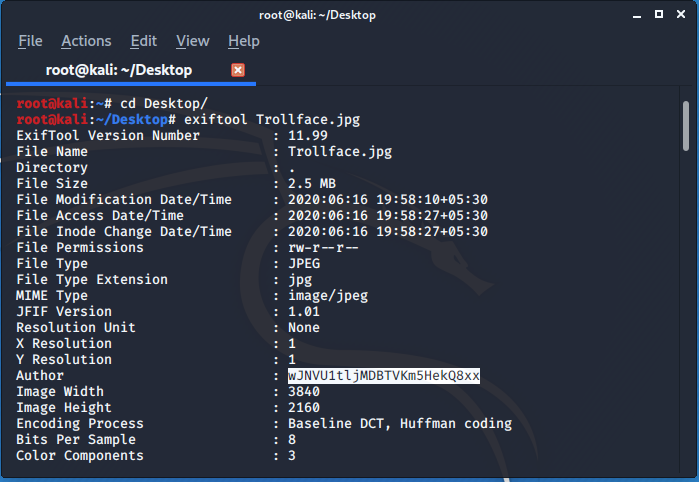 root@kali: ~/Desktop
File Actions Edit View Help
root@kali: ~/Desktop
root@kali:~# cd Desktop/
root@kali:~/Desktop# exiftool Trollface.jpg
ExifTool Version Number : 11.99
File Name : Trollface.jpg
Directory : .
File Size : 2.5 MB
File Modification Date/Time : 2020:06:16 19:58:10+05:30
File Access Date/Time : 2020:06:16 19:58:27+05:30
File Inode Change Date/Time : 2020:06:16 19:58:27+05:30
File Permissions : rw-r--r--
File Type : JPEG
File Type Extension : jpg
MIME Type : image/jpeg
JFIF Version : 1.01
Resolution Unit : None
X Resolution : 1
Y Resolution : 1
Author : wJNVU1tljMDBTVKm5HekQ8xx
Image Width : 3840
Image Height : 2160
Encoding Process : Baseline DCT, Huffman coding
Bits Per Sample : 8
Color Components : 3